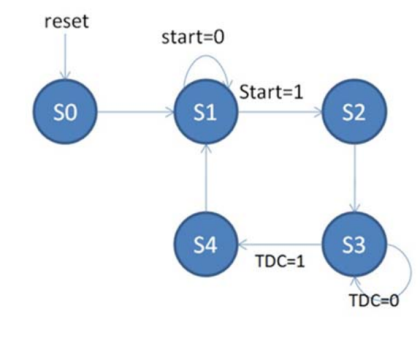 reset
start=0
Start=1
S0
S1
S2
S4
S3
TDC=1
TDC=0